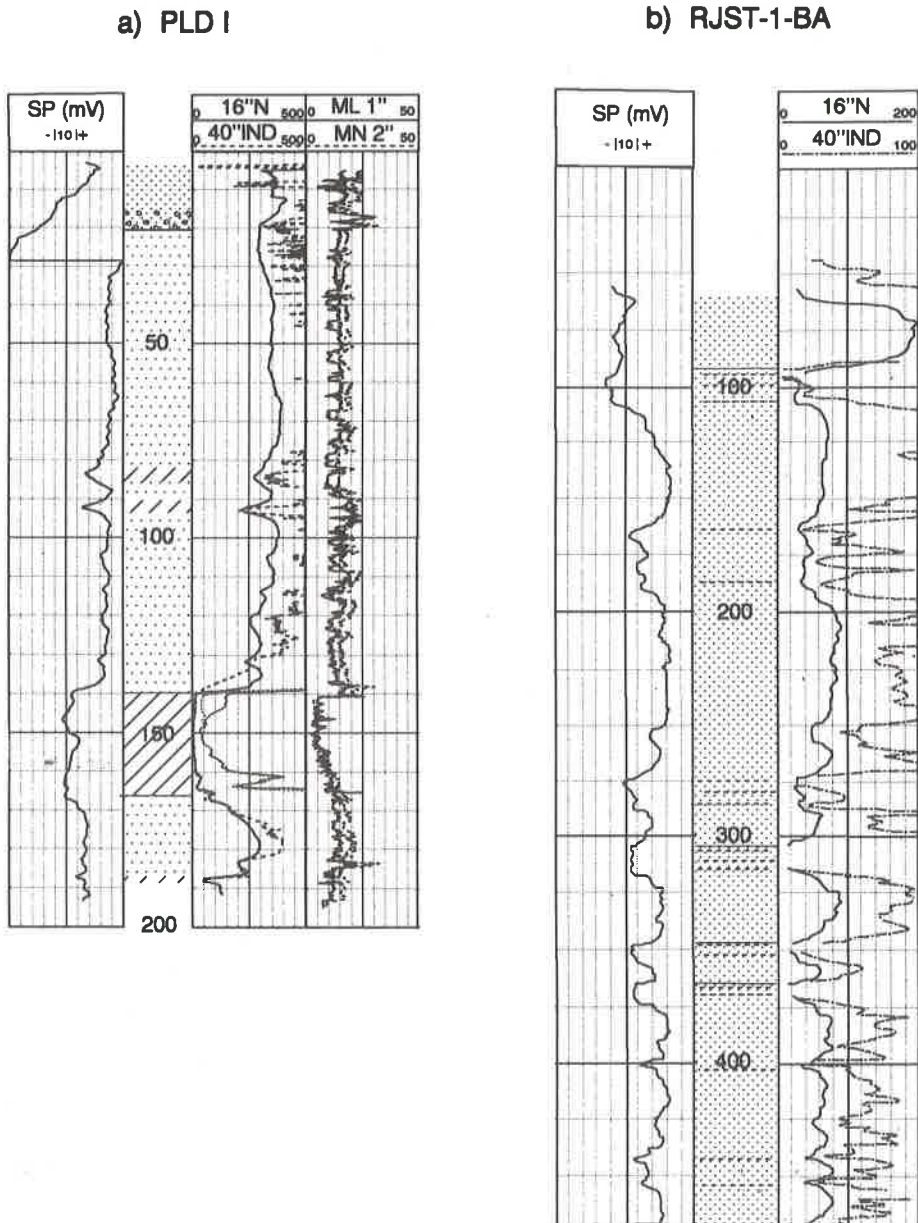 a) PLD I
b) RJST-1-BA
SP (mV)
-|10|+
0 16"N 500
0 40"IND 500
0 ML 1" 50
0 MN 2" 50
50
100
150
200
SP (mV)
-|10|+
0 16"N 200
0 40"IND 100
100
200
300
400